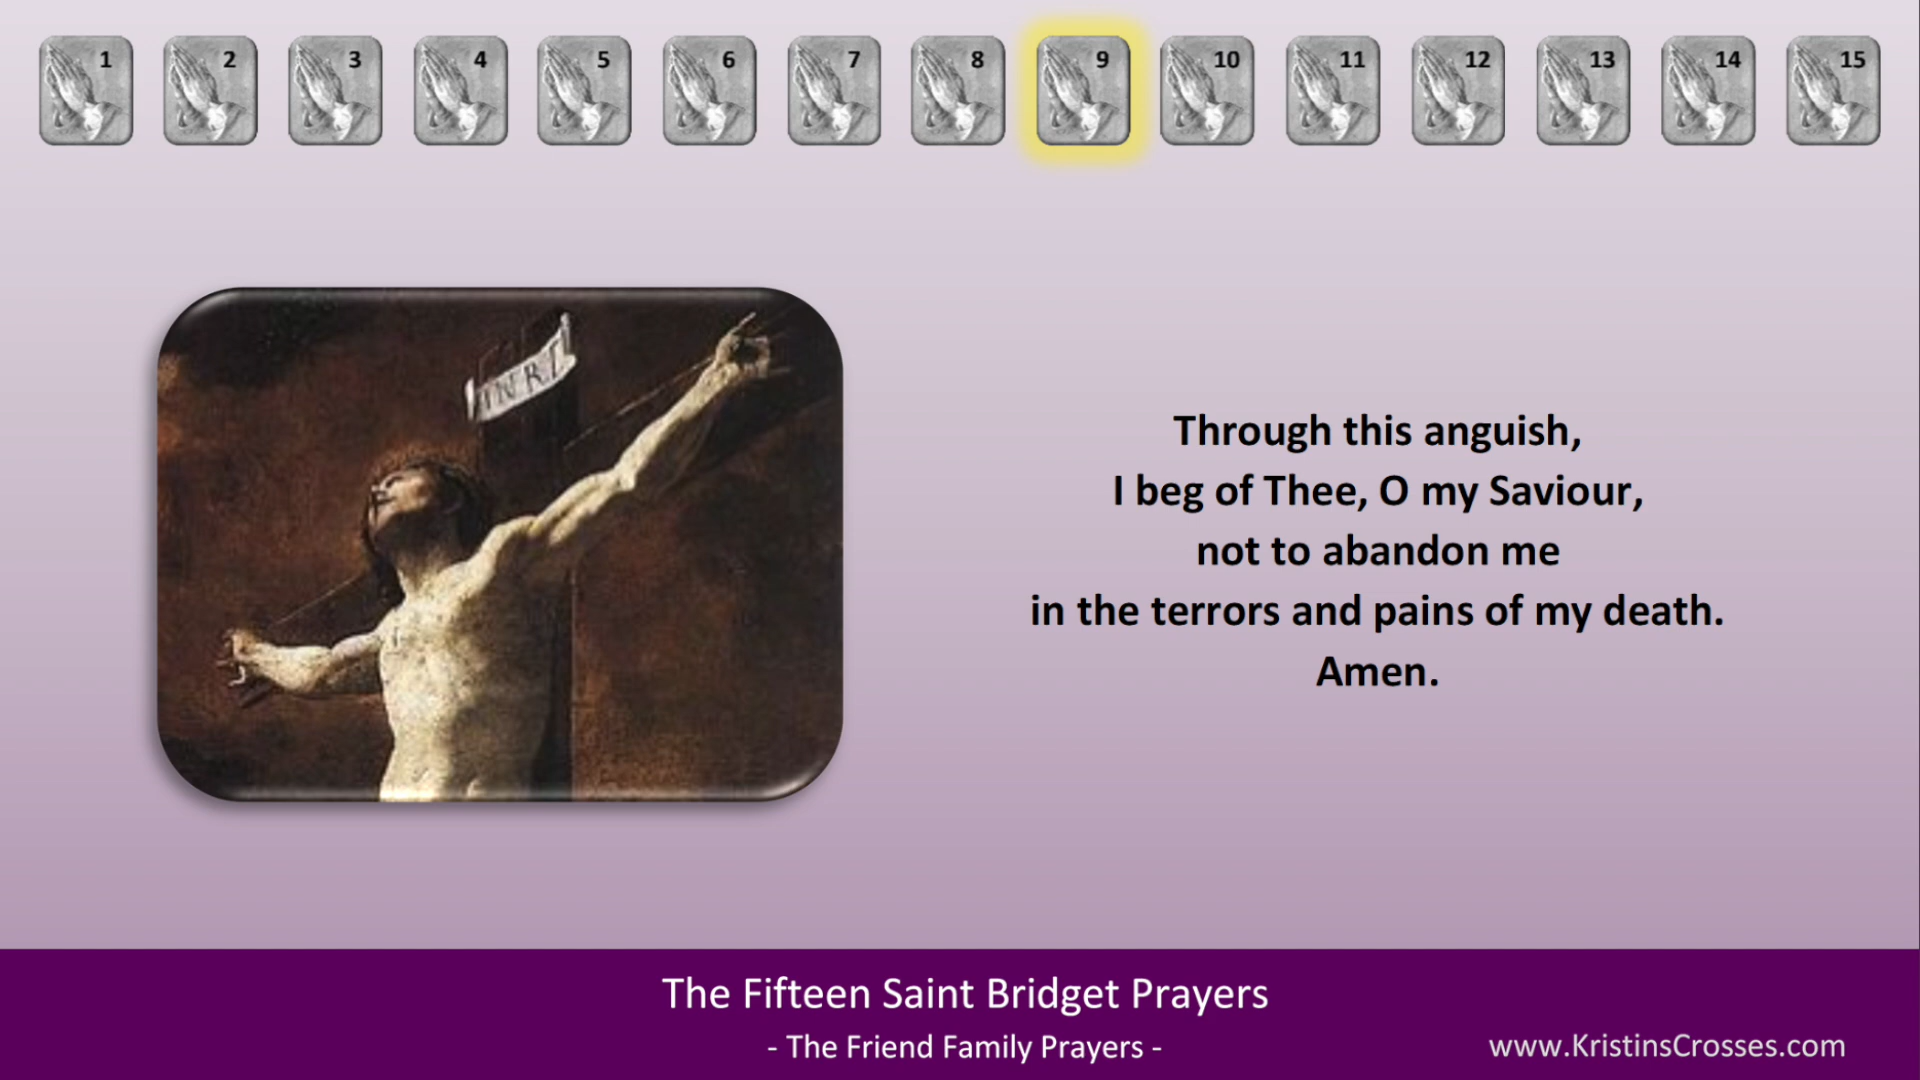 1 2 3 4 5 6 7 8 9 10 11 12 13 14 15
INRI
Through this anguish,
I beg of Thee, O my Saviour,
not to abandon me
in the terrors and pains of my death.
Amen.
The Fifteen Saint Bridget Prayers
- The Friend Family Prayers -
www.KristinsCrosses.com